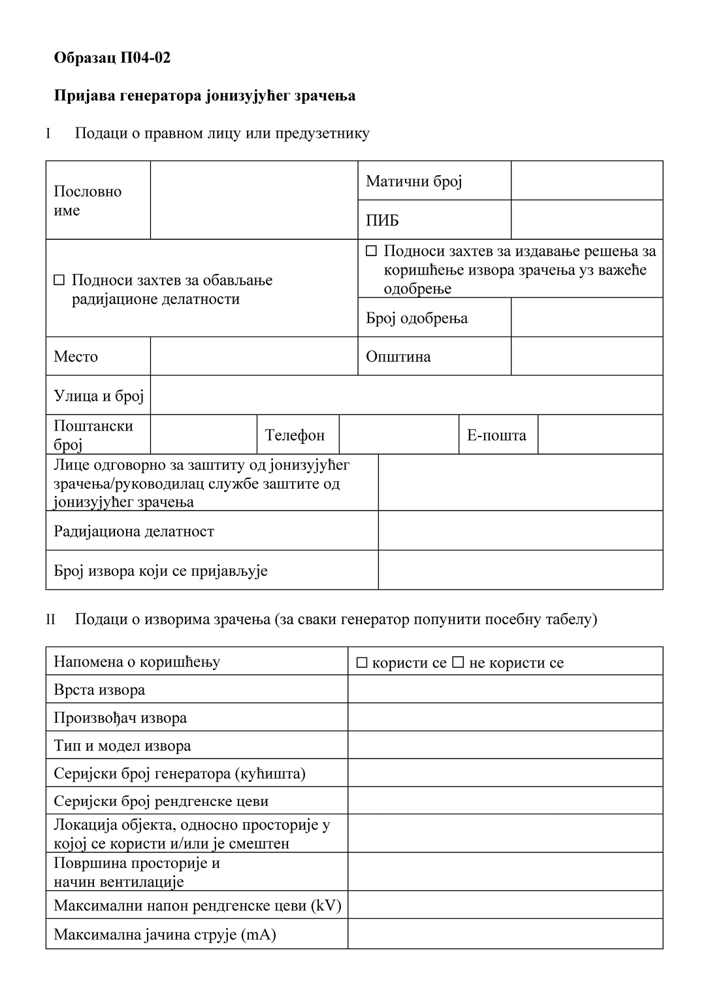 Образац П04-02
Пријава генератора јонизујућег зрачења
I Подаци о правном лицу или предузетнику
Пословно
име
Матични број
ПИБ
☐ Подноси захтев за обављање
радијационе делатности
☐ Подноси захтев за издавање решења за
коришћење извора зрачења уз важеће
одобрење
Број одобрења
Место
Општина
Улица и број
Поштански
број
Телефон
Е-пошта
Лице одговорно за заштиту од јонизујућег
зрачења/руководилац службе заштите од
јонизујућег зрачења
Радијациона делатност
Број извора који се пријављује
II Подаци о изворима зрачења (за сваки генератор попунити посебну табелу)
Напомена о коришћењу
☐ користи се ☐ не користи се
Врста извора
Произвођач извора
Тип и модел извора
Серијски број генератора (кућишта)
Серијски број рендгенске цеви
Локација објекта, односно просторије у
којој се користи и/или је смештен
Површина просторије и
начин вентилације
Максимални напон рендгенске цеви (kV)
Максимална јачина струје (mA)